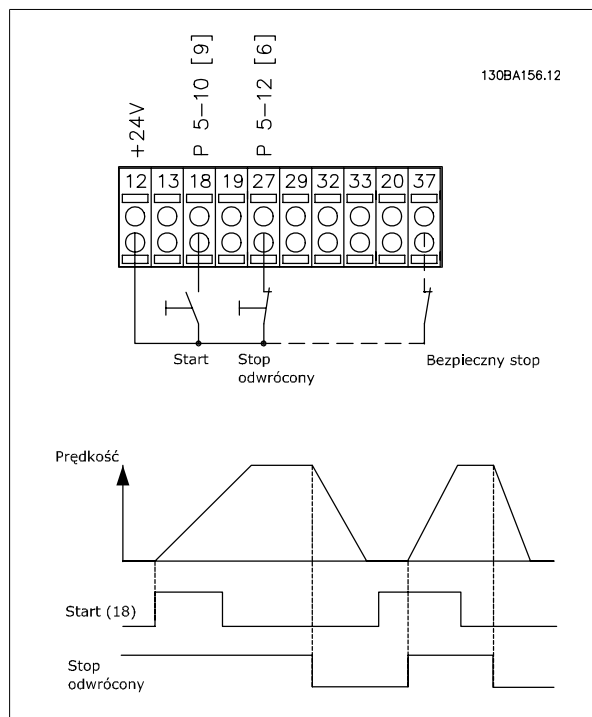 130BA156.12
+24V
P 5-10 [9]
P 5-12 [6]
12 13 18 19 27 29 32 33 20 37
Start
Stop
odwrócony
Bezpieczny stop
Prędkość
Start (18)
Stop
odwrócony